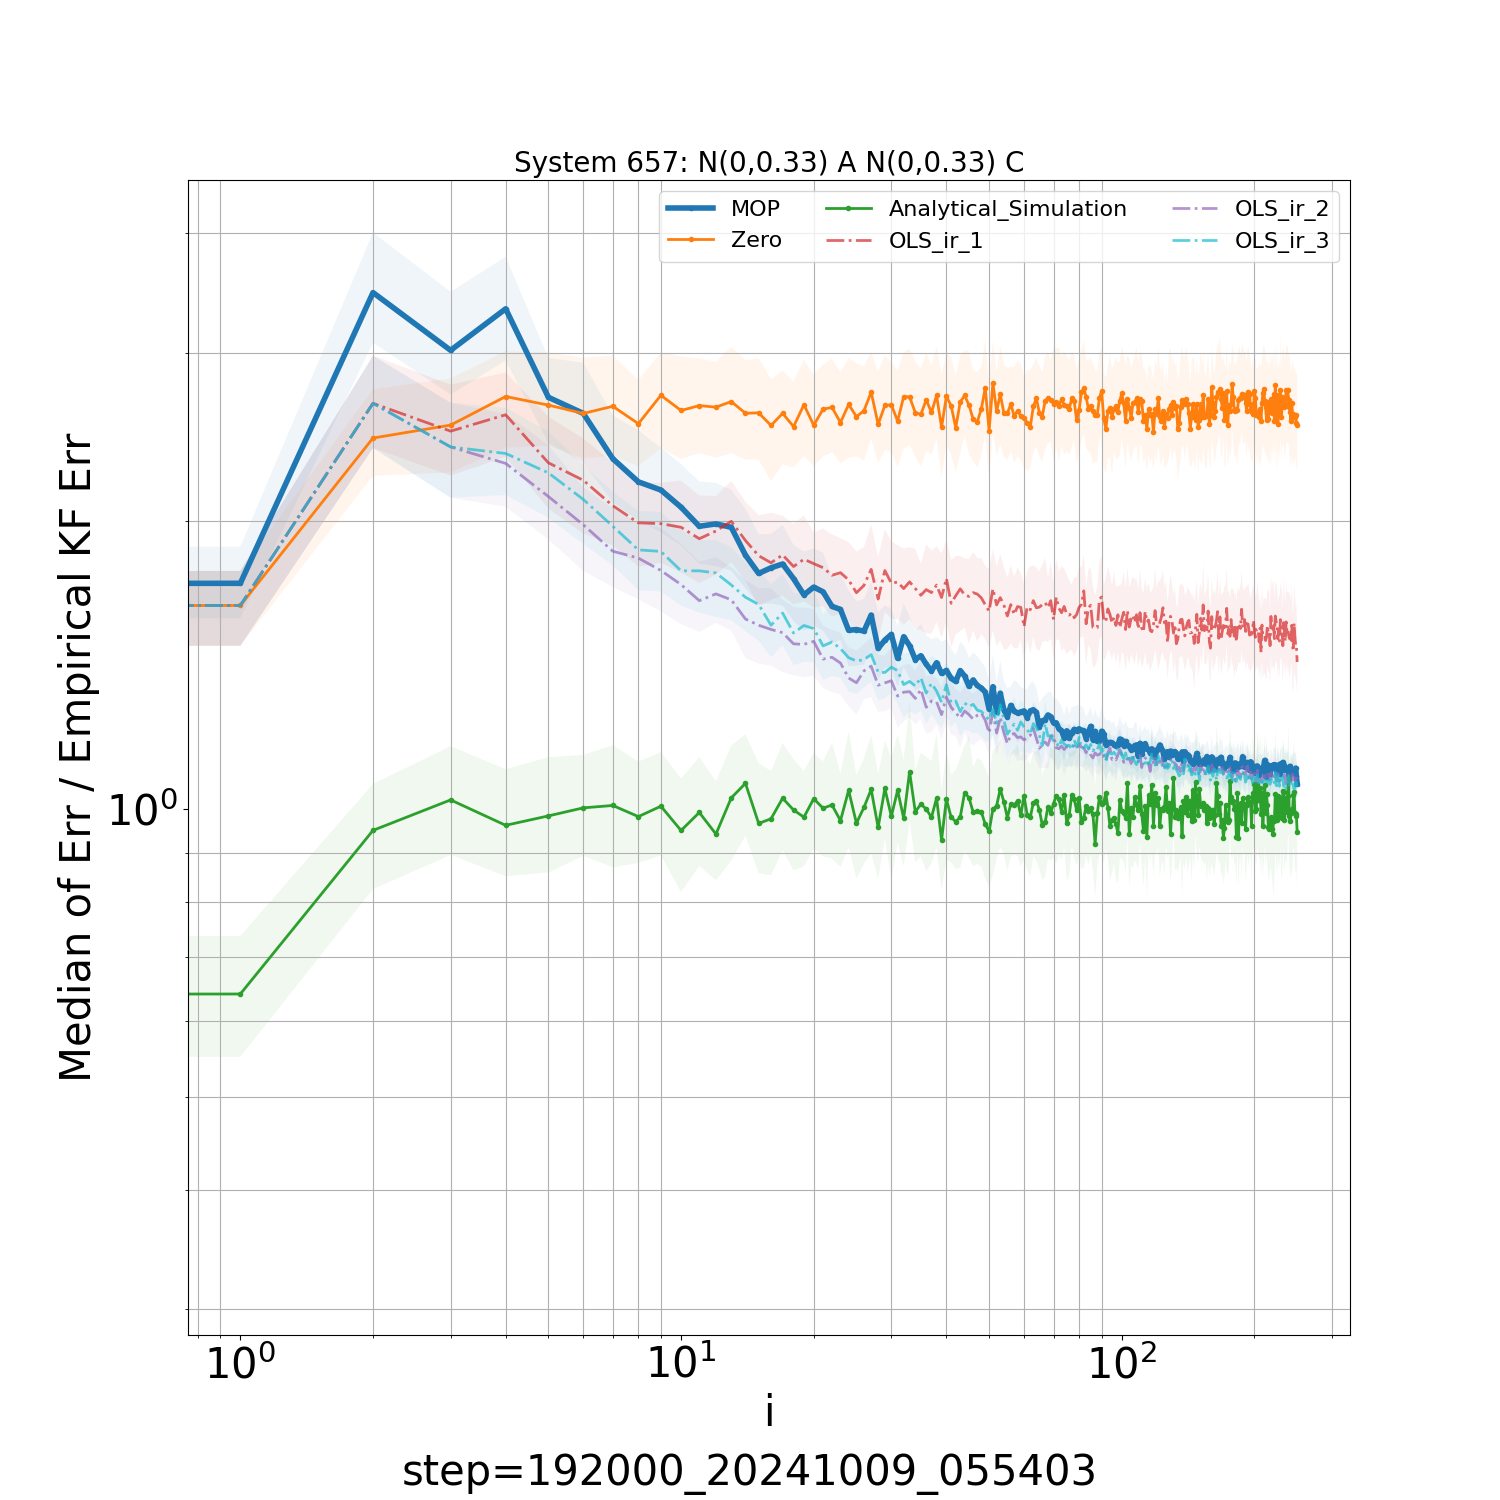 System 657: N(0,0.33) A N(0,0.33) C
MOP
Zero
Analytical_Simulation
OLS_ir_1
OLS_ir_2
OLS_ir_3
Median of Err / Empirical KF Err
10⁰
10⁰ 10¹ 10²
i
step=192000_20241009_055403